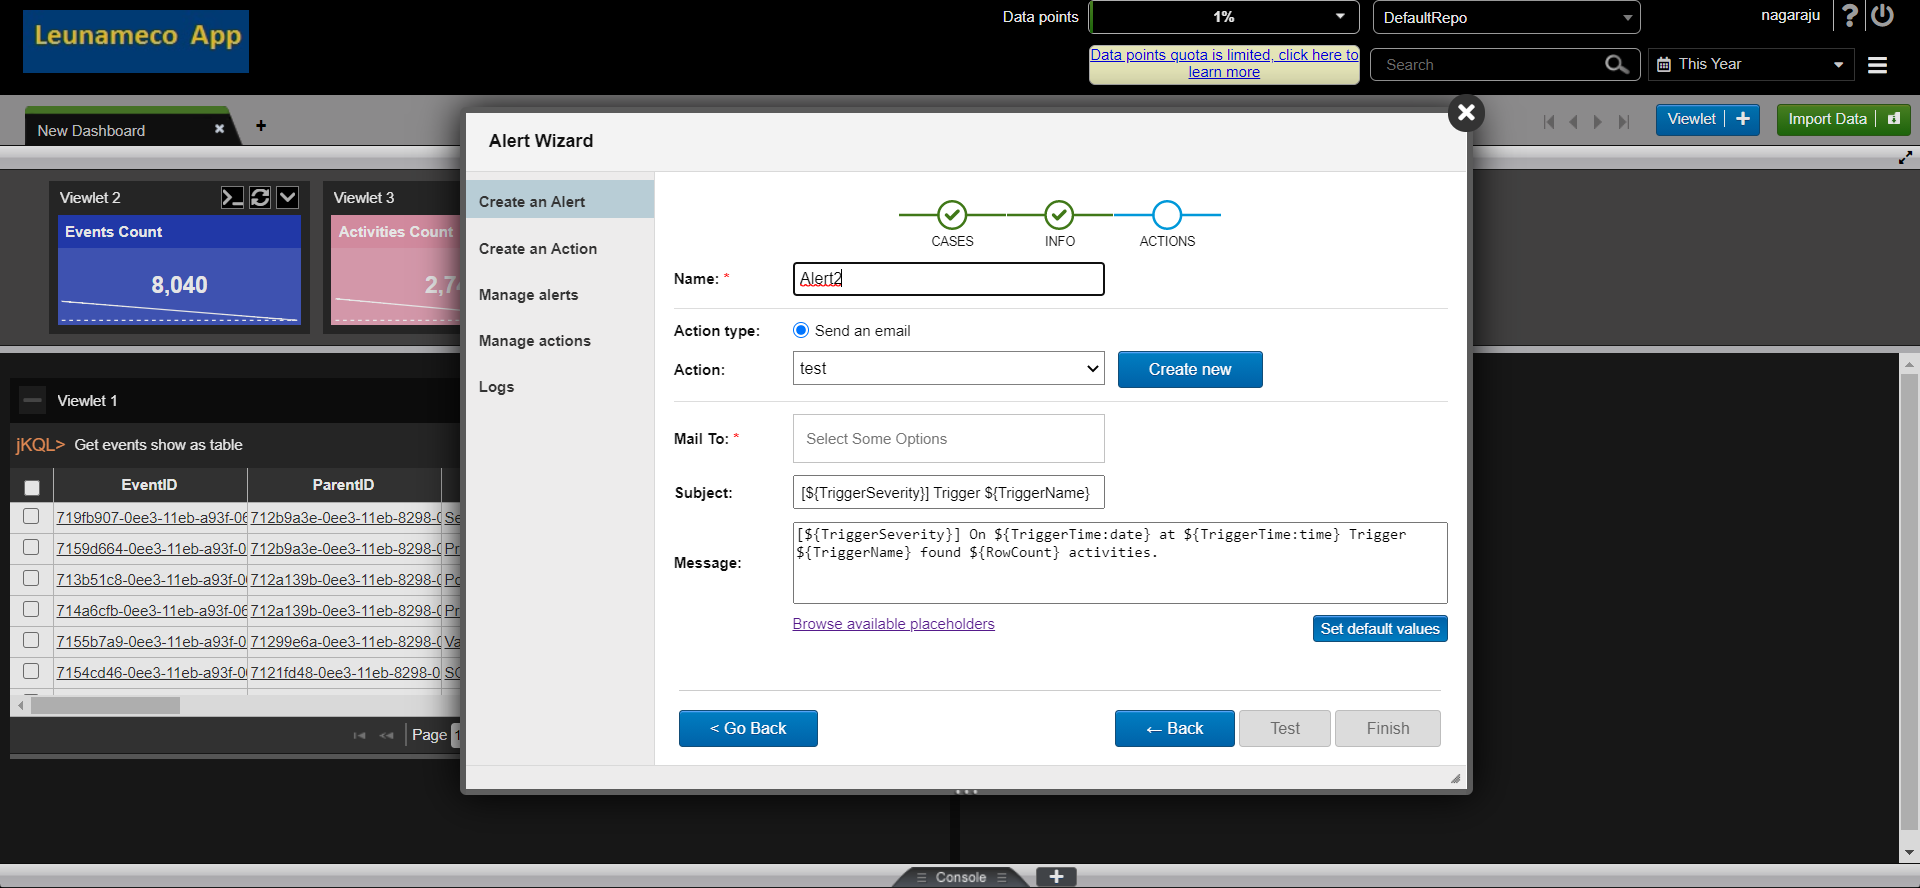 Leunameco App
Data points
1%
DefaultRepo
nagaraju
Data points quota is limited, click here to
learn more
Search
This Year
New Dashboard
Viewlet
Import Data
Viewlet 2
Events Count
8,040
Viewlet 3
Activities Count
2,7
Viewlet 1
jKQL> Get events show as table
EventID ParentID
719fb907-0ee3-11eb-a93f-06 712b9a3e-0ee3-11eb-8298-0 Se
7159d664-0ee3-11eb-a93f-0 712b9a3e-0ee3-11eb-8298-0 Pr
713b51c8-0ee3-11eb-a93f-0 712a139b-0ee3-11eb-8298-0 Po
714a6cfb-0ee3-11eb-a93f-06 712a139b-0ee3-11eb-8298-0 Pr
7155b7a9-0ee3-11eb-a93f-0 71299e6a-0ee3-11eb-8298-0 Va
7154cd46-0ee3-11eb-a93f-0 7121fd48-0ee3-11eb-8298-0 SO
Page 1
Alert Wizard
Create an Alert
Create an Action
Manage alerts
Manage actions
Logs
CASES INFO ACTIONS
Name: * Alert2
Action type: Send an email
Action: test Create new
Mail To: * Select Some Options
Subject: [${TriggerSeverity}] Trigger ${TriggerName}
Message:
[${TriggerSeverity}] On ${TriggerTime:date} at ${TriggerTime:time} Trigger
${TriggerName} found ${RowCount} activities.
Browse available placeholders
Set default values
< Go Back
← Back
Test
Finish
Console